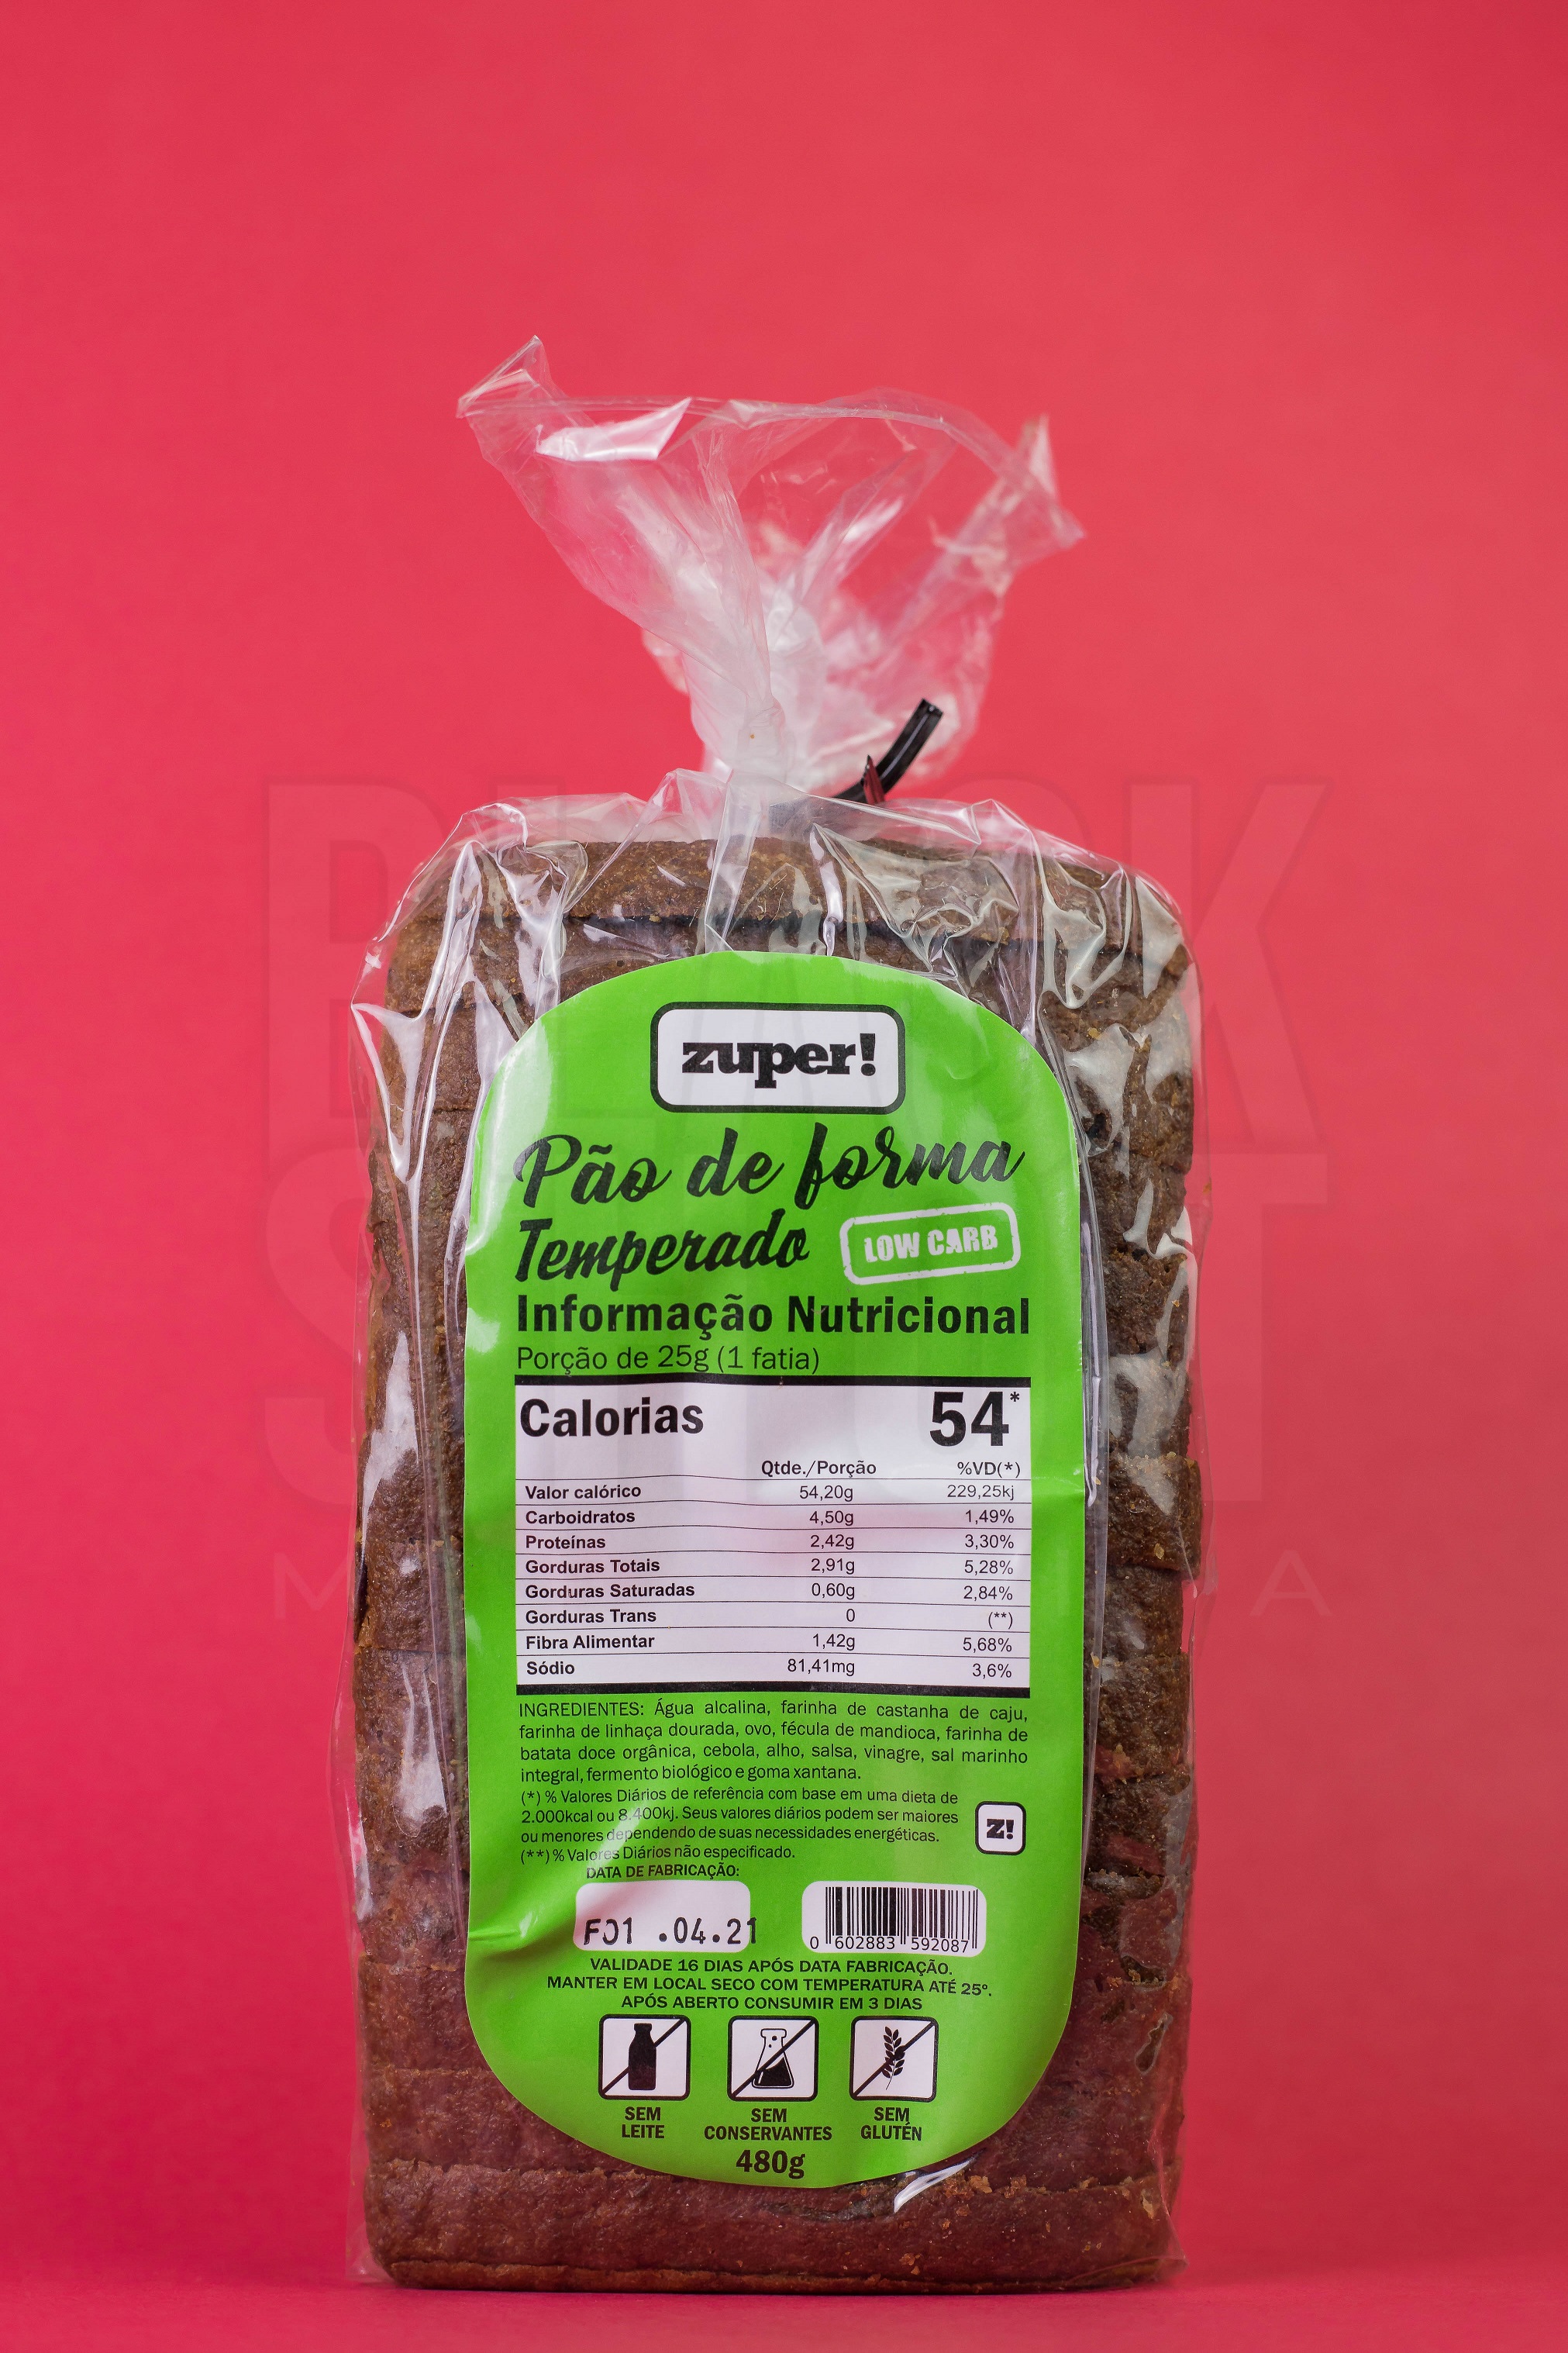 zuper!
Pão de forma
Temperado LOW CARB
Informação Nutricional
Porção de 25g (1 fatia)
Calorias 54*
Qtde./Porção %VD(*)
Valor calórico 54,20g 229,25kj
Carboidratos 4,50g 1,49%
Proteínas 2,42g 3,30%
Gorduras Totais 2,91g 5,28%
Gorduras Saturadas 0,60g 2,84%
Gorduras Trans 0 (**)
Fibra Alimentar 1,42g 5,68%
Sódio 81,41mg 3,6%
INGREDIENTES: Água alcalina, farinha de castanha de caju,
farinha de linhaça dourada, ovo, fécula de mandioca, farinha de
batata doce orgânica, cebola, alho, salsa, vinagre, sal marinho
integral, fermento biológico e goma xantana.
(*) % Valores Diários de referência com base em uma dieta de
2.000kcal ou 8.400kj. Seus valores diários podem ser maiores
ou menores dependendo de suas necessidades energéticas.
(**) % Valores Diários não especificado.
z!
DATA DE FABRICAÇÃO:
F01 .04.21
0 602883 592087
VALIDADE 16 DIAS APÓS DATA FABRICAÇÃO.
MANTER EM LOCAL SECO COM TEMPERATURA ATÉ 25°.
APÓS ABERTO CONSUMIR EM 3 DIAS
SEM LEITE
SEM CONSERVANTES
SEM GLUTÉN
480g
BLACK
SHOT